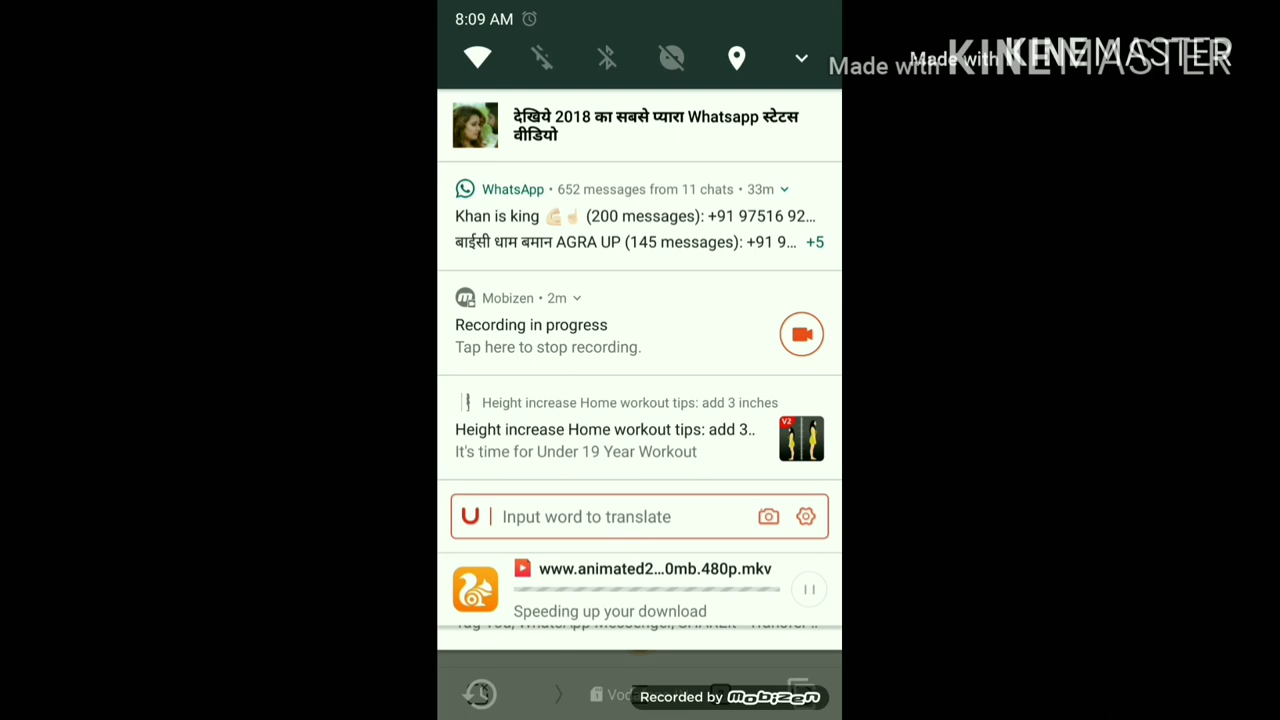 8:09 AM
Made with KINEMASTER
Made with KINEMASTER
देखिये 2018 का सबसे प्यारा Whatsapp स्टेटस
वीडियो
WhatsApp • 652 messages from 11 chats • 33m
Khan is king 💪🏻☝🏻 (200 messages): +91 97516 92...
बाईसी धाम बमान AGRA UP (145 messages): +91 9... +5
Mobizen • 2m
Recording in progress
Tap here to stop recording.
Height increase Home workout tips: add 3 inches
Height increase Home workout tips: add 3..
V2
It's time for Under 19 Year Workout
U | Input word to translate
www.animated2...0mb.480p.mkv
Speeding up your download
Recorded by mobizen